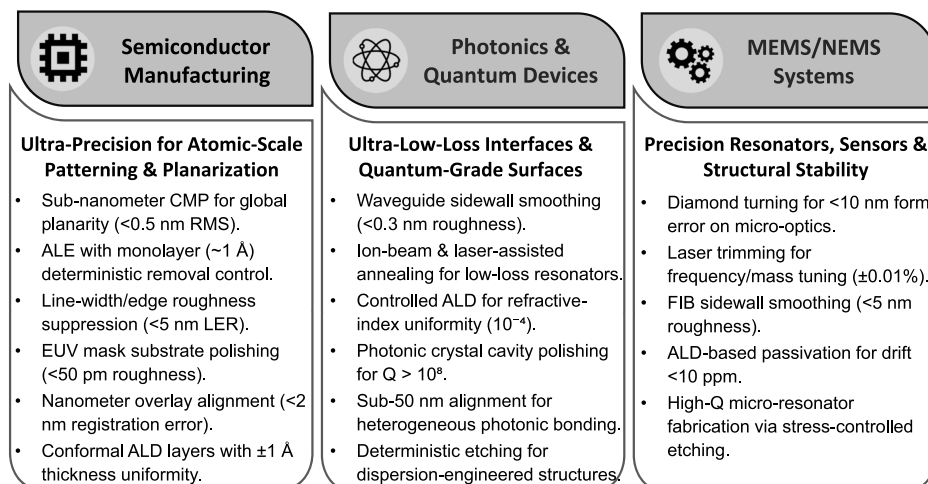 Semiconductor
Manufacturing
Ultra-Precision for Atomic-Scale
Patterning & Planarization
• Sub-nanometer CMP for global
planarity (<0.5 nm RMS).
• ALE with monolayer (~1 Å)
deterministic removal control.
• Line-width/edge roughness
suppression (<5 nm LER).
• EUV mask substrate polishing
(<50 pm roughness).
• Nanometer overlay alignment (<2
nm registration error).
• Conformal ALD layers with ±1 Å
thickness uniformity.
Photonics &
Quantum Devices
Ultra-Low-Loss Interfaces &
Quantum-Grade Surfaces
• Waveguide sidewall smoothing
(<0.3 nm roughness).
• Ion-beam & laser-assisted
annealing for low-loss resonators.
• Controlled ALD for refractive-
index uniformity (10⁻⁴).
• Photonic crystal cavity polishing
for Q > 10⁸.
• Sub-50 nm alignment for
heterogeneous photonic bonding.
• Deterministic etching for
dispersion-engineered structures.
MEMS/NEMS
Systems
Precision Resonators, Sensors &
Structural Stability
• Diamond turning for <10 nm form
error on micro-optics.
• Laser trimming for
frequency/mass tuning (±0.01%).
• FIB sidewall smoothing (<5 nm
roughness).
• ALD-based passivation for drift
<10 ppm.
• High-Q micro-resonator
fabrication via stress-controlled
etching.